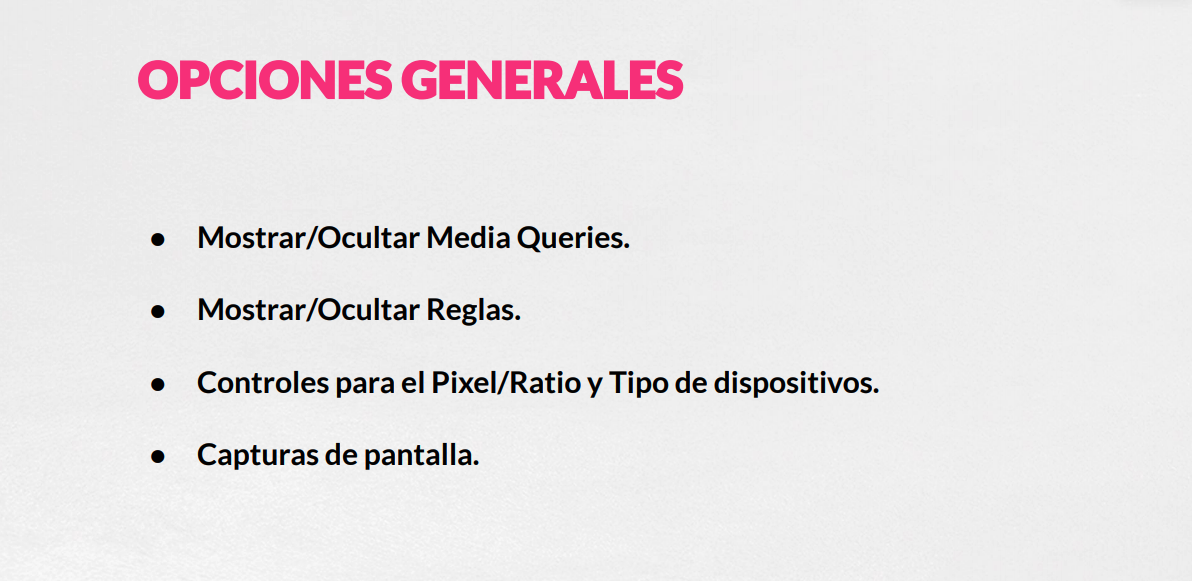 OPCIONES GENERALES
● Mostrar/Ocultar Media Queries.
● Mostrar/Ocultar Reglas.
● Controles para el Pixel/Ratio y Tipo de dispositivos.
● Capturas de pantalla.